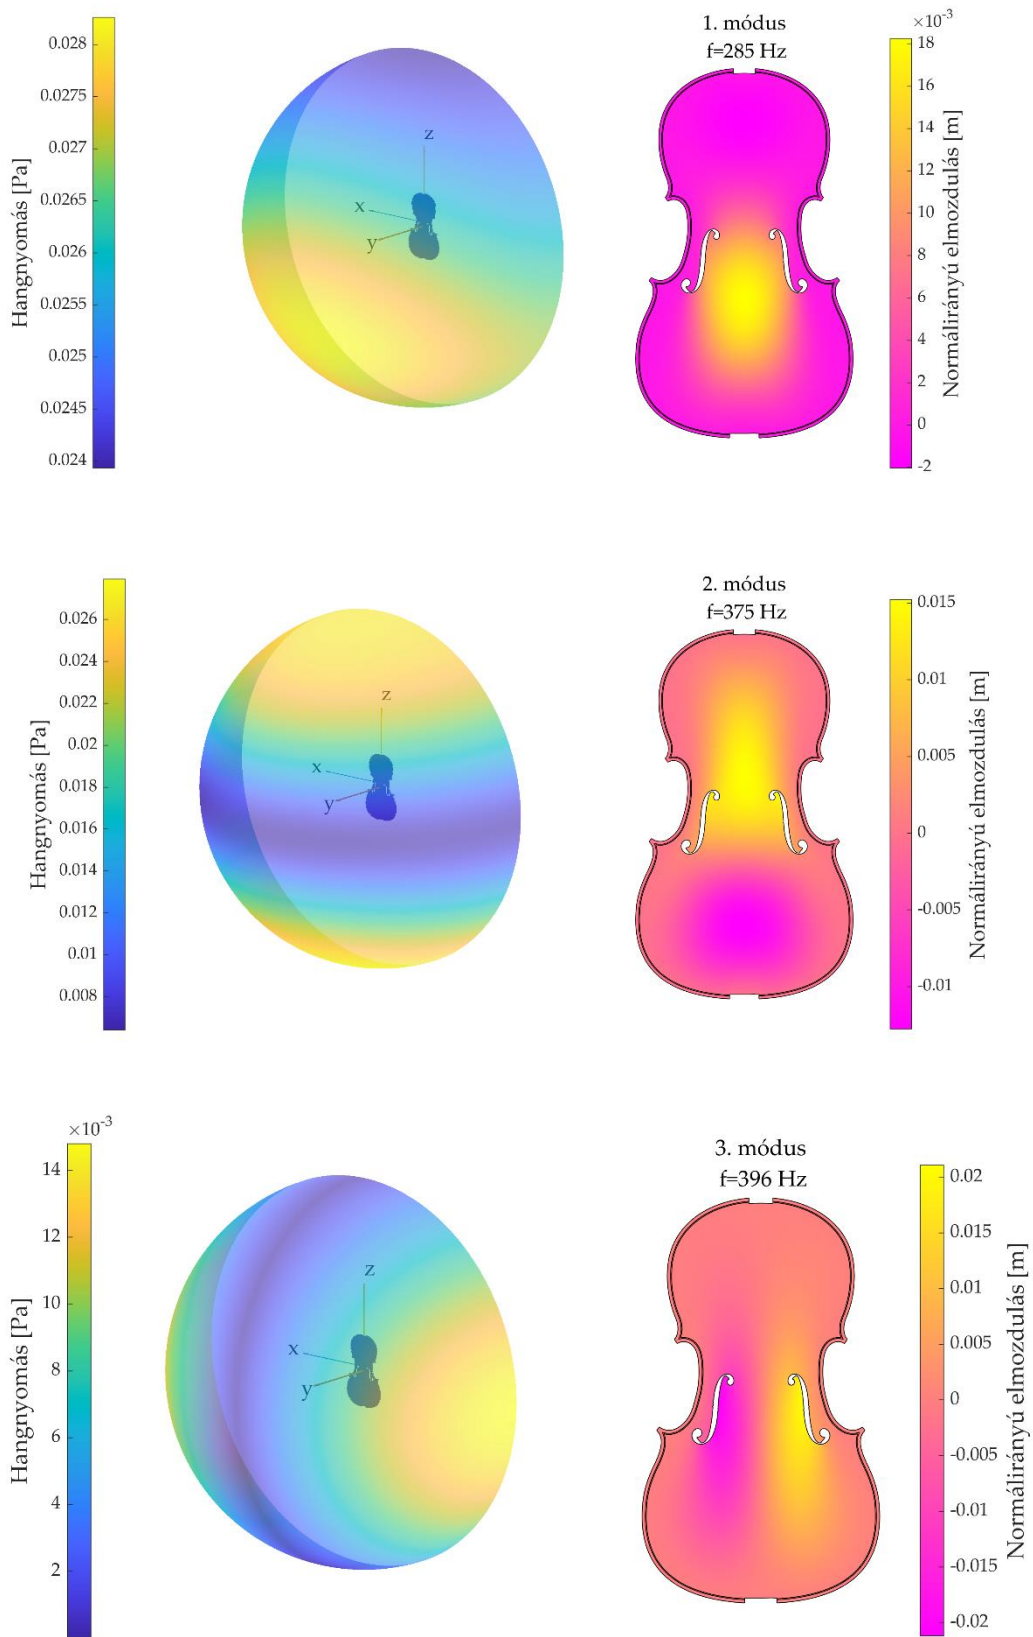 1. módus
f=285 Hz
×10-3
0.028
0.0275
0.027
0.0265
0.026
0.0255
0.025
0.0245
0.024
Hangnyomás [Pa]
z
x
y
18
16
14
12
10
8
6
4
2
0
-2
Normálirányú elmozdulás [m]
2. módus
f=375 Hz
0.026
0.024
0.022
0.02
0.018
0.016
0.014
0.012
0.01
0.008
Hangnyomás [Pa]
z
x
y
0.015
0.01
0.005
0
-0.005
-0.01
Normálirányú elmozdulás [m]
×10-3
3. módus
f=396 Hz
14
12
10
8
6
4
2
Hangnyomás [Pa]
z
x
y
0.02
0.015
0.01
0.005
0
-0.005
-0.01
-0.015
-0.02
Normálirányú elmozdulás [m]